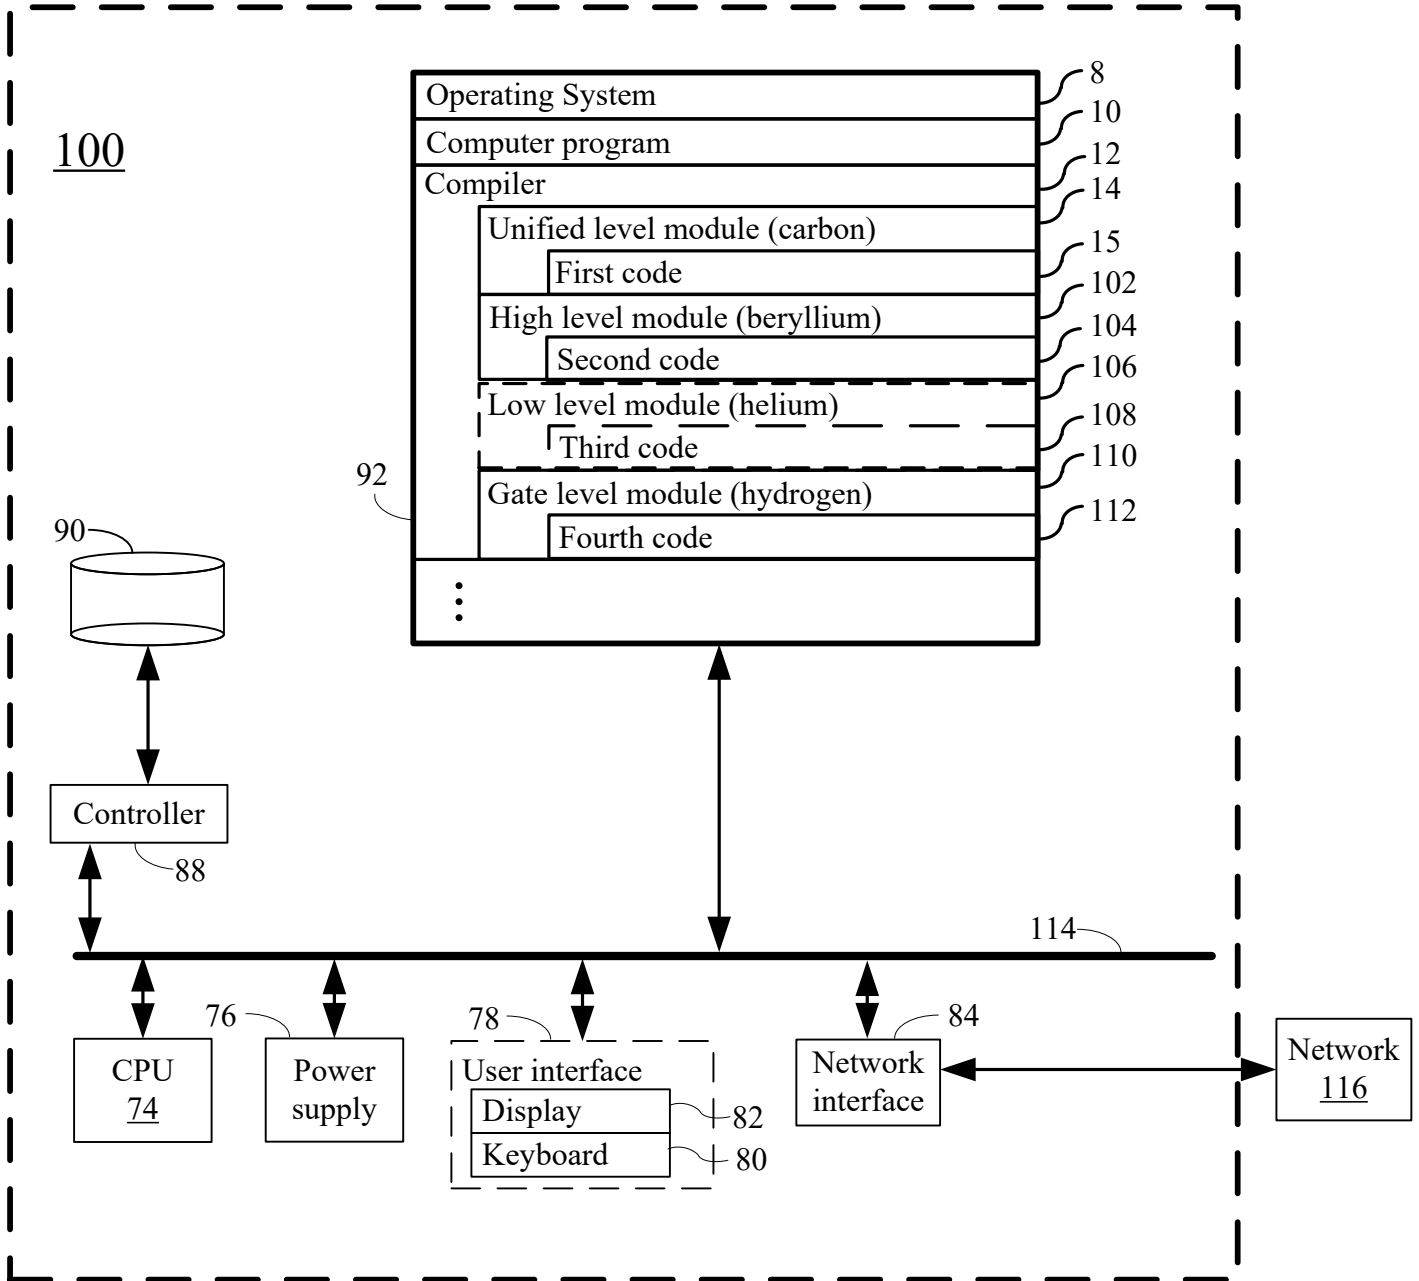 8
Operating System
10
100
Computer program
12
Compiler
14
Unified level module (carbon)
15
First code
102
High level module (beryllium)
104
Second code
106
Low level module (helium)
108
Third code
110
92
Gate level module (hydrogen)
112
90
Fourth code
Controller
88
114
76
78
84
CPU
74
Power
supply
User interface
Display
82
Keyboard
80
Network
interface
Network
116